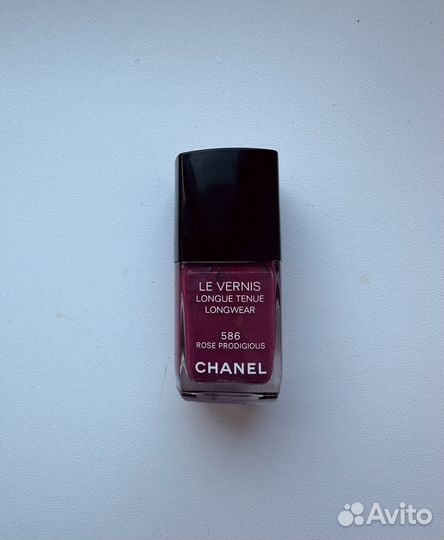 LE VERNIS
LONGUE TENUE
LONGWEAR
586
ROSE PRODIGIOUS
CHANEL
Avito